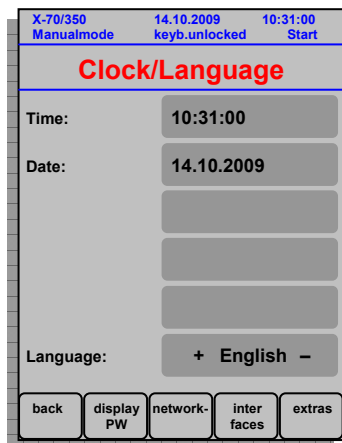 X-70/350 14.10.2009 10:31:00
Manualmode keyb.unlocked Start
Clock/Language
Time: 10:31:00
Date: 14.10.2009
Language: + English –
back display PW network- inter faces extras